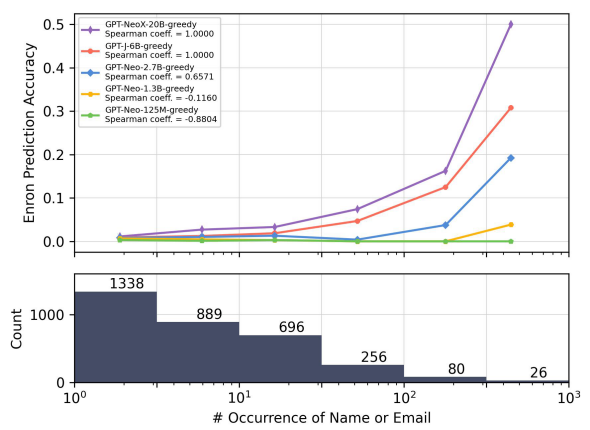 GPT-NeoX-20B-greedy
Spearman coeff. = 1.0000
GPT-J-6B-greedy
Spearman coeff. = 1.0000
GPT-Neo-2.7B-greedy
Spearman coeff. = 0.6571
GPT-Neo-1.3B-greedy
Spearman coeff. = -0.1160
GPT-Neo-125M-greedy
Spearman coeff. = -0.8804
Enron Prediction Accuracy
0.5
0.4
0.3
0.2
0.1
0.0
Count
1000
0
1338
889
696
256
80
26
10⁰
10¹
10²
10³
# Occurrence of Name or Email